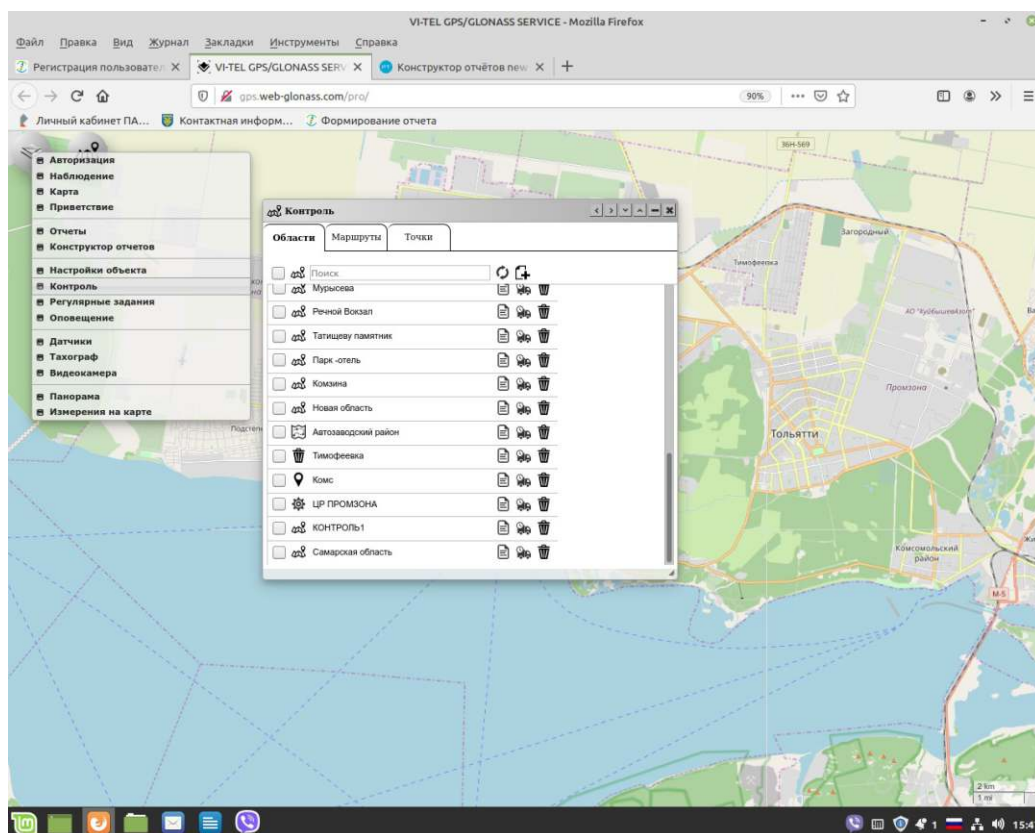 VI-TEL GPS/GLONASS SERVICE - Mozilla Firefox
Файл Правка Вид Журнал Закладки Инструменты Справка
Регистрация пользовател
VI-TEL GPS/GLONASS SERV
Конструктор отчётов new
gps.web-glonass.com/pro/
90%
Личный кабинет ПА...
Контактная информ...
Формирование отчета
Авторизация
Наблюдение
Карта
Приветствие
Отчеты
Конструктор отчетов
Настройки объекта
Контроль
Регулярные задания
Оповещение
Датчики
Тахограф
Видеокамера
Панорама
Измерения на карте
Контроль
Области
Маршруты
Точки
Поиск
Мурысева
Речной Вокзал
Татищеву памятник
Парк -отель
Комзина
Новая область
Автозаводский район
Тимофеевка
Комс
ЦР ПРОМЗОНА
КОНТРОЛЬ1
Самарская область
36Н-569
Загородный
Тимофеевка
АО "КуйбышевАзот"
Промзона
Тольятти
Комсомольский
район
М-5
2 km
1 mi
1